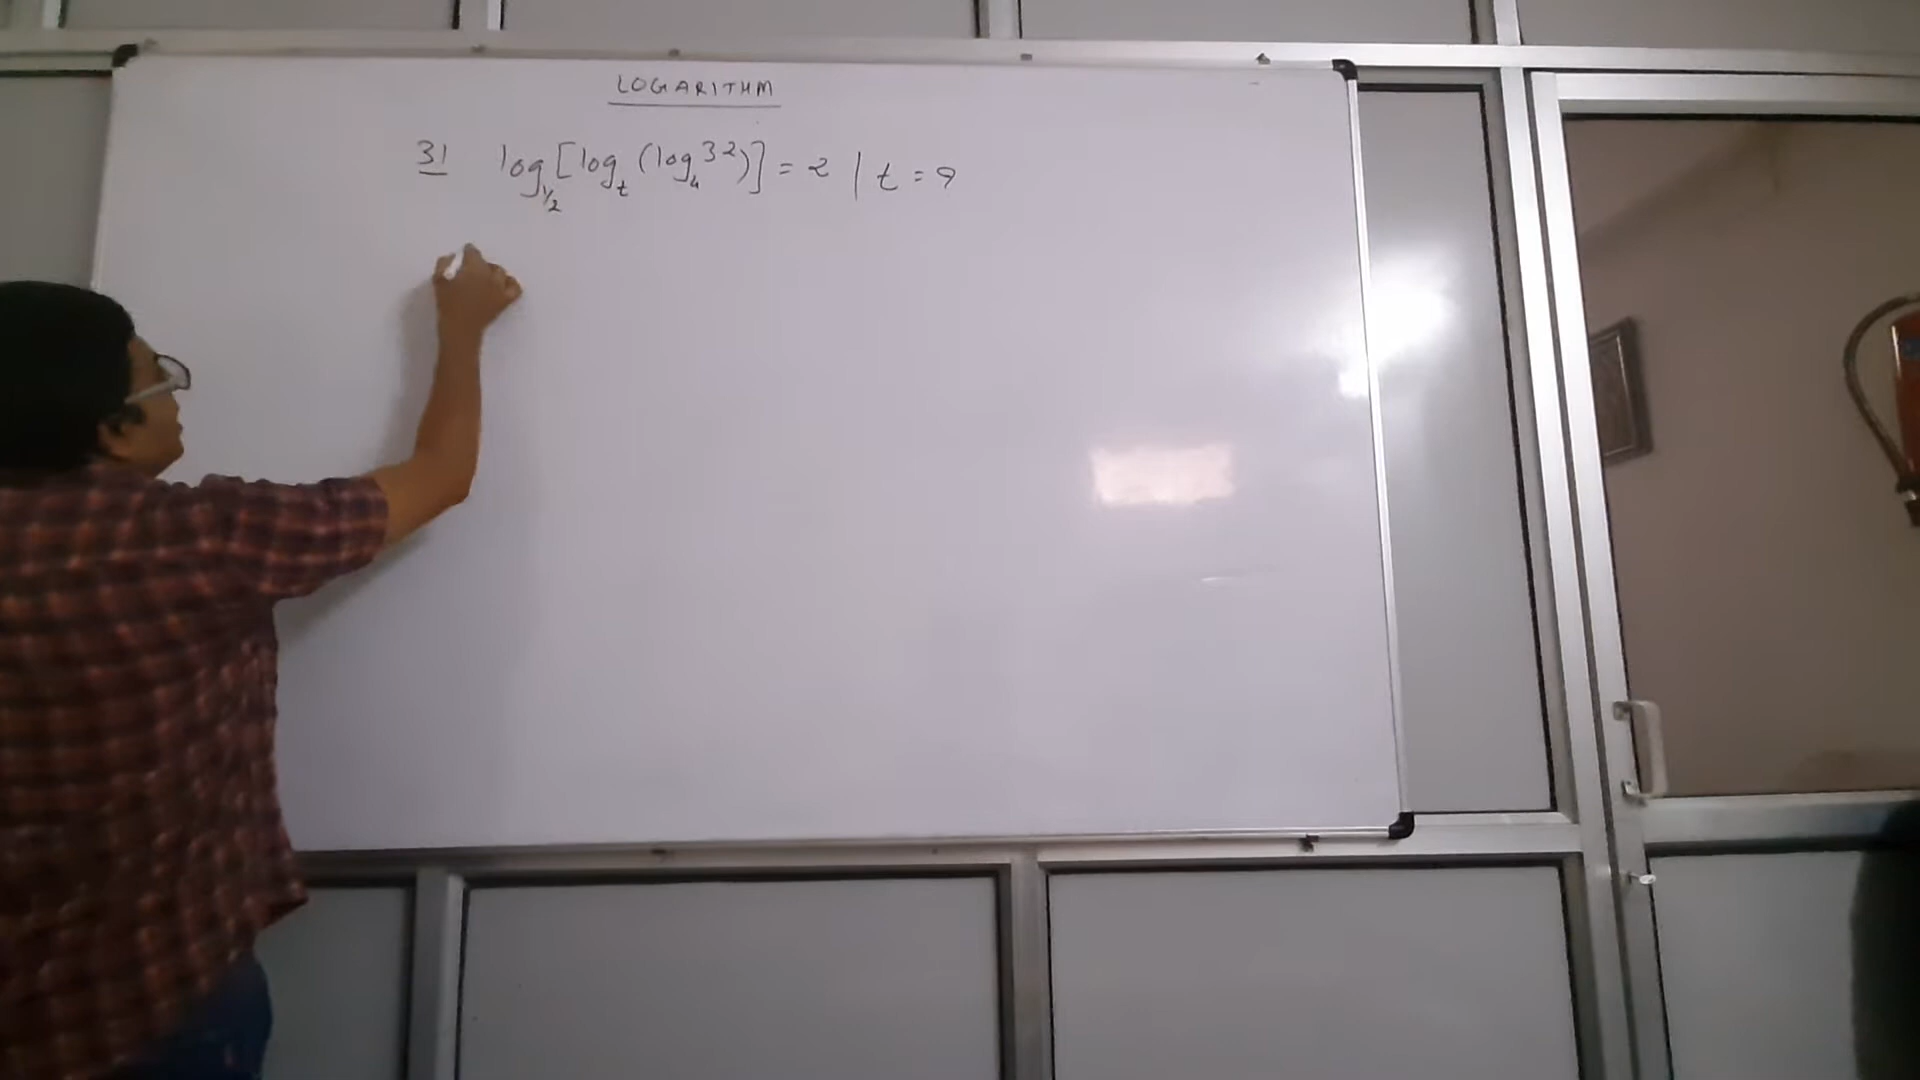 LOGARITHM
31 log_{1/2} [log_t (log_4 32)] = 2 | t = ?